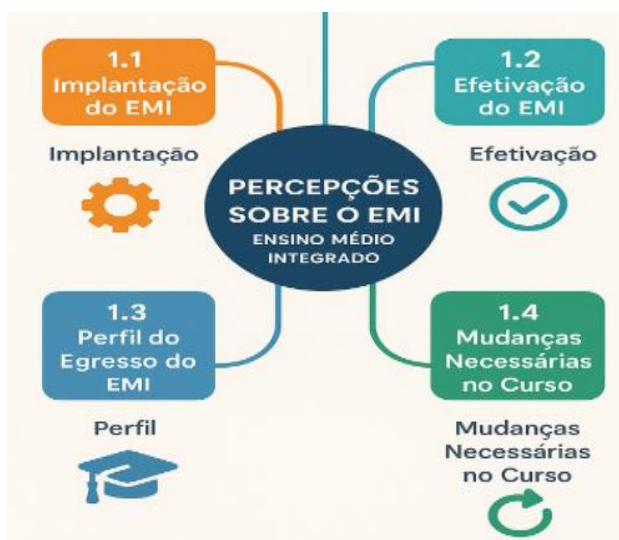 1.1
Implantação
do EMI
Implantação
1.2
Efetivação
do EMI
Efetivação
PERCEPÇÕES
SOBRE O EMI
ENSINO MÉDIO
INTEGRADO
1.3
Perfil do
Egresso do
EMI
Perfil
1.4
Mudanças
Necessárias
no Curso
Mudanças
Necessárias
no Curso